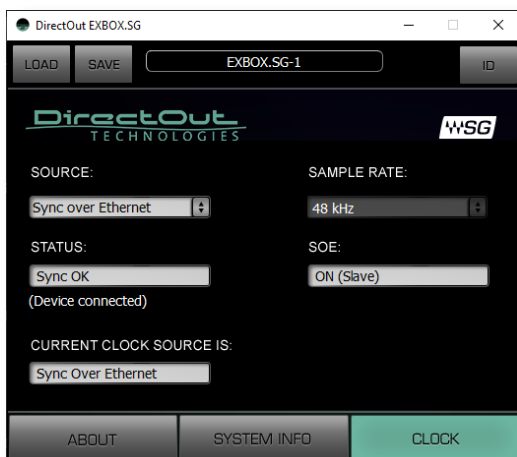 DirectOut EXBOX.SG
LOAD SAVE EXBOX.SG-1 ID
DirectOut
TECHNOLOGIES
SG
SOURCE: SAMPLE RATE:
Sync over Ethernet 48 kHz
STATUS: SOE:
Sync OK ON (Slave)
(Device connected)
CURRENT CLOCK SOURCE IS:
Sync Over Ethernet
ABOUT SYSTEM INFO CLOCK